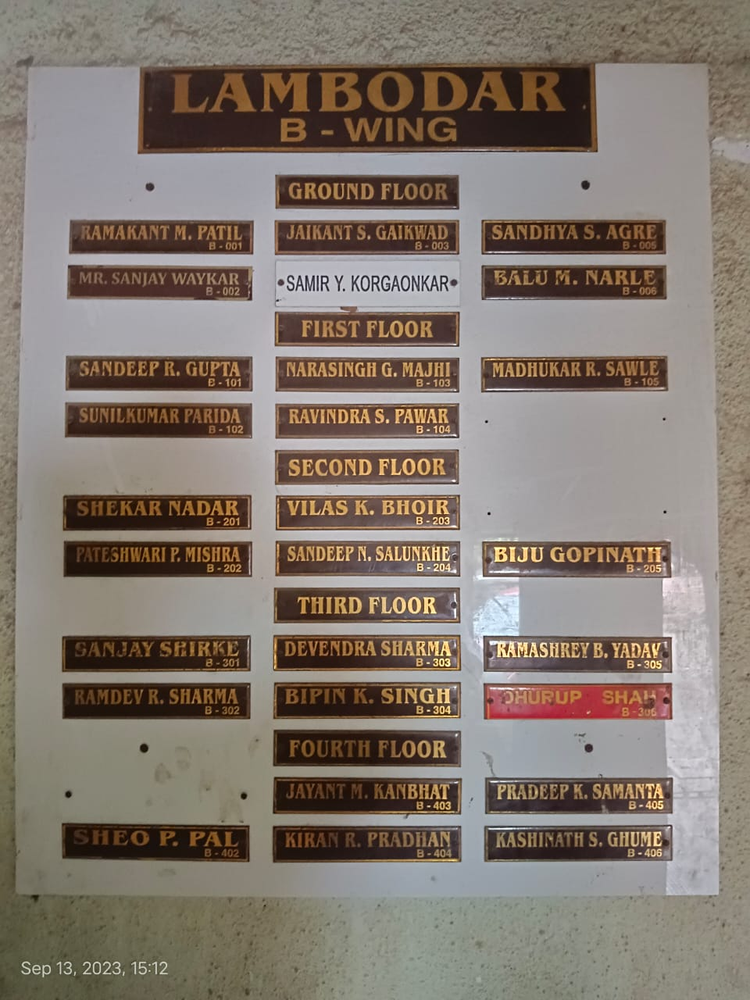 LAMBODAR
B - WING
GROUND FLOOR
RAMAKANT M. PATIL
B - 001
JAIKANT S. GAIKWAD
B - 003
SANDHYA S. AGRE
B - 005
MR. SANJAY WAYKAR
B - 002
SAMIR Y. KORGAONKAR
BALU M. NARLE
B - 006
FIRST FLOOR
SANDEEP R. GUPTA
B - 101
NARASINGH G. MAJHI
B - 103
MADHUKAR R. SAWLE
B - 105
SUNILKUMAR PARIDA
B - 102
RAVINDRA S. PAWAR
B - 104
SECOND FLOOR
SHEKAR NADAR
B - 201
VILAS K. BHOIR
B - 203
PATESHWARI P. MISHRA
B - 202
SANDEEP N. SALUNKHE
B - 204
BIJU GOPINATH
B - 205
THIRD FLOOR
SANJAY SHIRKE
B - 301
DEVENDRA SHARMA
B - 303
RAMASHREY B. YADAV
B - 305
RAMDEV R. SHARMA
B - 302
BIPIN K. SINGH
B - 304
DHURUP SHAH
B - 306
FOURTH FLOOR
JAYANT M. KANBHAT
B - 403
PRADEEP K. SAMANTA
B - 405
SHEO P. PAL
B - 402
KIRAN R. PRADHAN
B - 404
KASHINATH S. GHUME
B - 406
Sep 13, 2023, 15:12